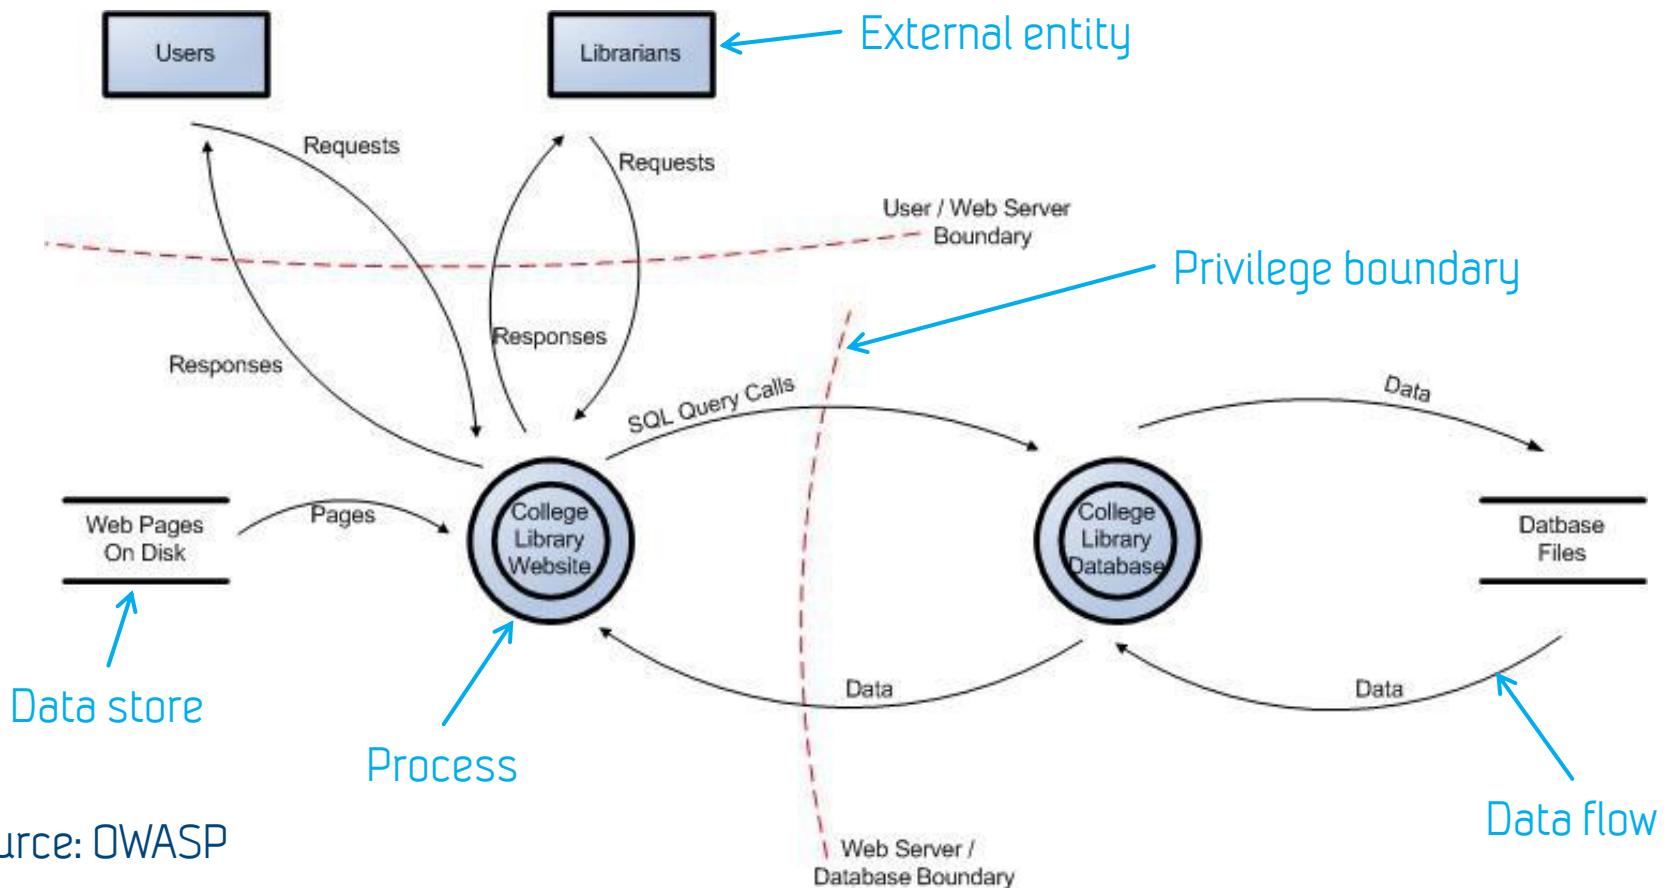 Users
Librarians
External entity
Requests
Requests
User / Web Server
Boundary
Privilege boundary
Responses
Responses
SQL Query Calls
Data
Web Pages
On Disk
Pages
College
Library
Website
College
Library
Database
Datbase
Files
Data store
Data
Data
Process
Data flow
urce: OWASP
Web Server /
Database Boundary